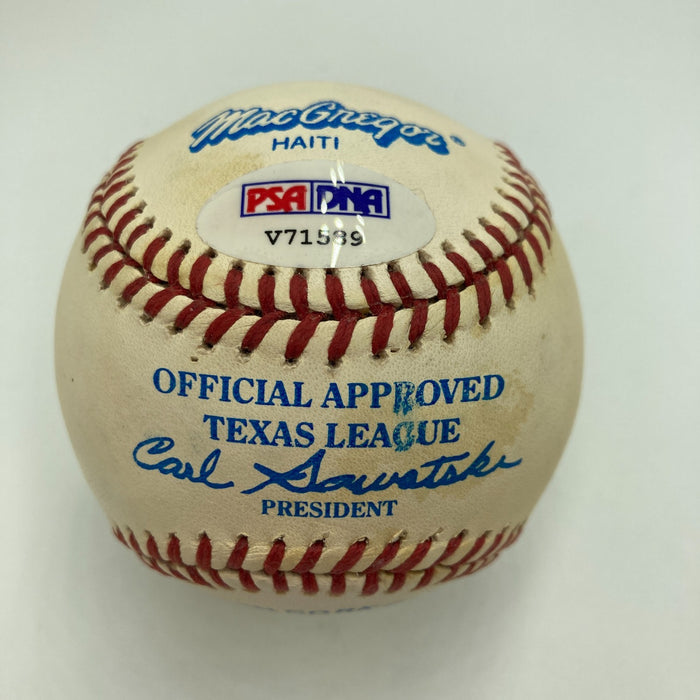 MacGregor®
HAITI
PSA DNA
V71589
OFFICIAL APPROVED
TEXAS LEAGUE
Carl Sawatski
PRESIDENT